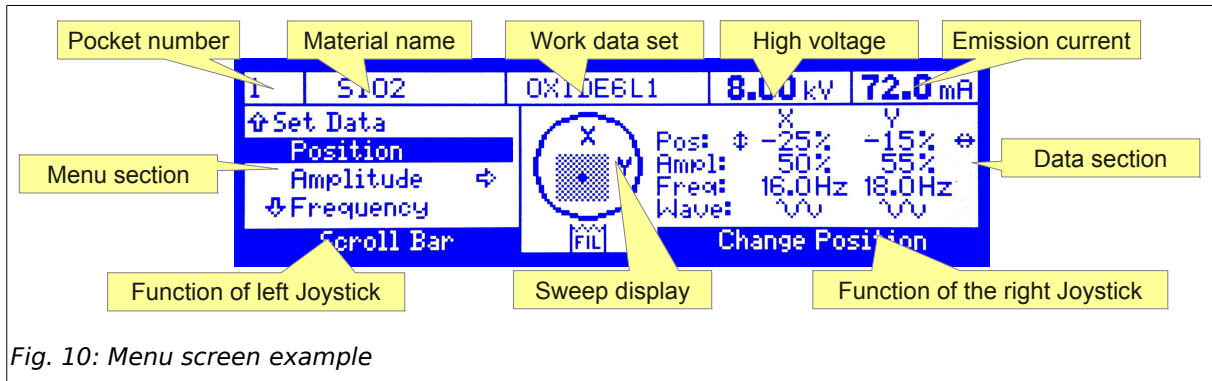 Pocket number Material name Work data set High voltage Emission current
1 SIO2 OXIDE6L1 8.00 kV 72.0 mA
Set Data X Y
Position X Pos: -25% -15%
Menu section Amplitude Y Ampl: 50% 55% Data section
Frequency Freq: 16.0Hz 18.0Hz
Wave:
Scroll Bar FIL Change Position
Function of left Joystick Sweep display Function of the right Joystick
Fig. 10: Menu screen example